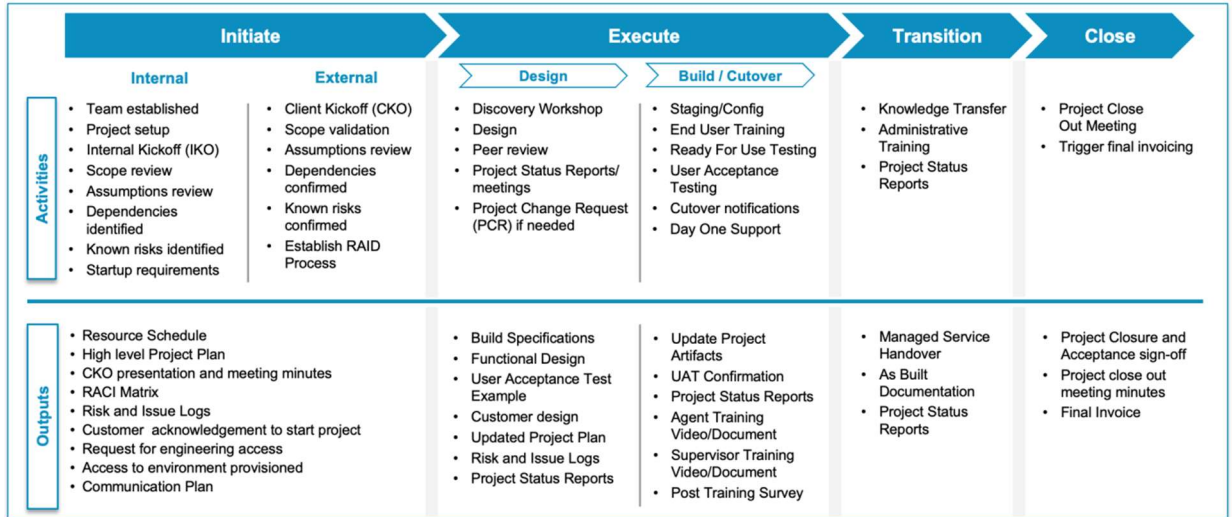 Initiate
Execute
Transition
Close
Internal
External
Design
Build / Cutover
Activities
• Team established
• Project setup
• Internal Kickoff (IKO)
• Scope review
• Assumptions review
• Dependencies
identified
• Known risks identified
• Startup requirements
• Client Kickoff (CKO)
• Scope validation
• Assumptions review
• Dependencies
confirmed
• Known risks
confirmed
• Establish RAID
Process
• Discovery Workshop
• Design
• Peer review
• Project Status Reports/
meetings
• Project Change Request
(PCR) if needed
• Staging/Config
• End User Training
• Ready For Use Testing
• User Acceptance
Testing
• Cutover notifications
• Day One Support
• Knowledge Transfer
• Administrative
Training
• Project Status
Reports
• Project Close
Out Meeting
• Trigger final invoicing
Outputs
• Resource Schedule
• High level Project Plan
• CKO presentation and meeting minutes
• RACI Matrix
• Risk and Issue Logs
• Customer acknowledgement to start project
• Request for engineering access
• Access to environment provisioned
• Communication Plan
• Build Specifications
• Functional Design
• User Acceptance Test
Example
• Customer design
• Updated Project Plan
• Risk and Issue Logs
• Project Status Reports
• Update Project
Artifacts
• UAT Confirmation
• Project Status Reports
• Agent Training
Video/Document
• Supervisor Training
Video/Document
• Post Training Survey
• Managed Service
Handover
• As Built
Documentation
• Project Status
Reports
• Project Closure and
Acceptance sign-off
• Project close out
meeting minutes
• Final Invoice